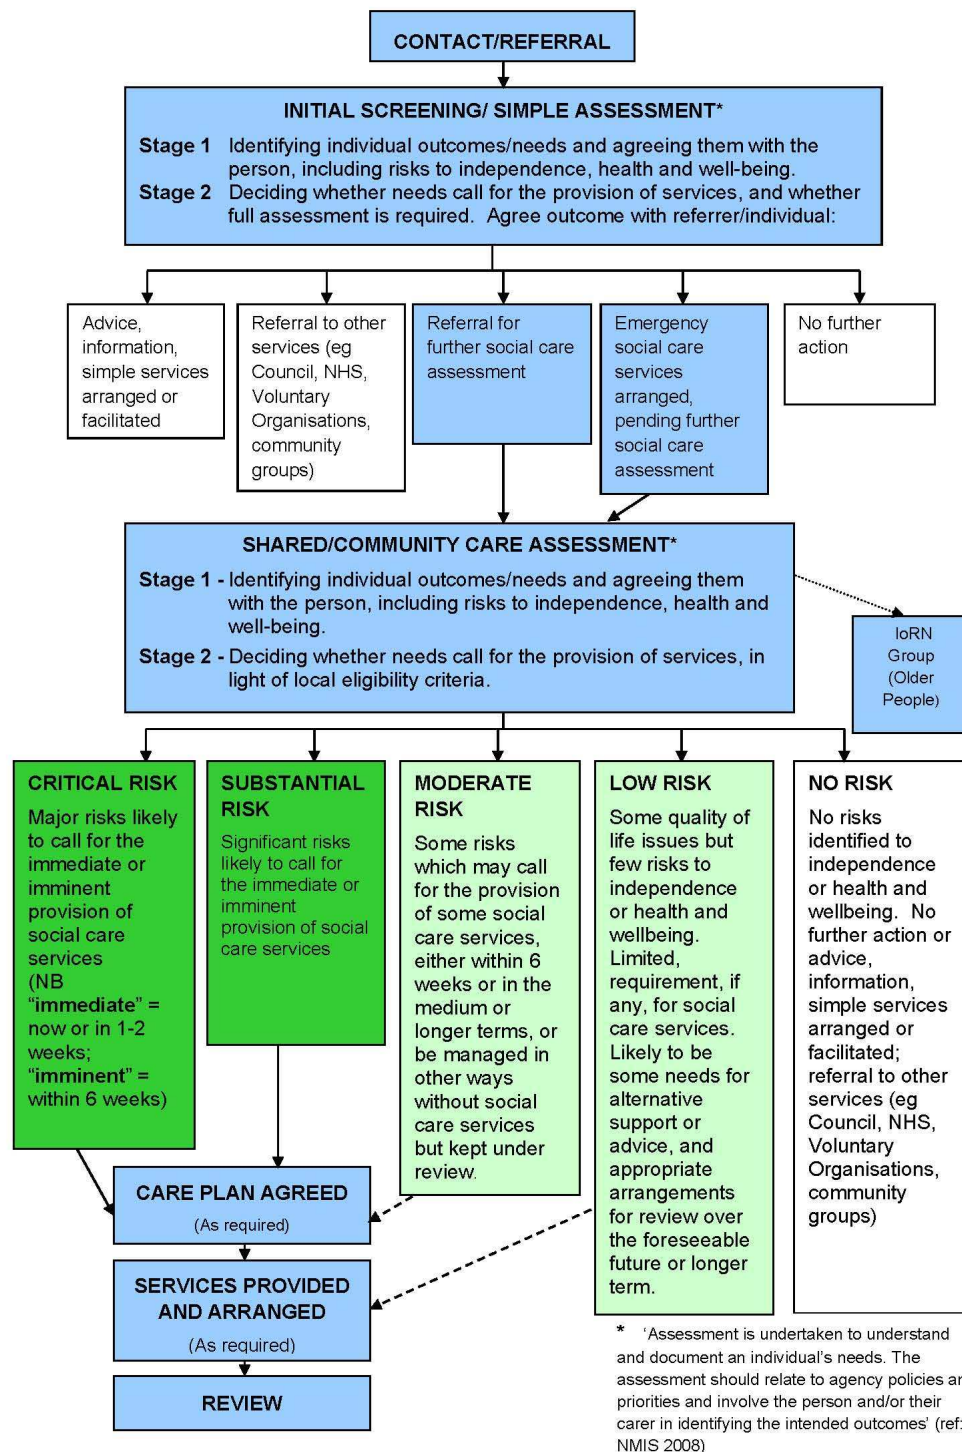 CONTACT/REFERRAL
INITIAL SCREENING/ SIMPLE ASSESSMENT*
Stage 1 Identifying individual outcomes/needs and agreeing them with the
person, including risks to independence, health and well-being.
Stage 2 Deciding whether needs call for the provision of services, and whether
full assessment is required. Agree outcome with referrer/individual:
Advice,
information,
simple services
arranged or
facilitated
Referral to other
services (eg
Council, NHS,
Voluntary
Organisations,
community
groups)
Referral for
further social care
assessment
Emergency
social care
services
arranged,
pending further
social care
assessment
No further
action
SHARED/COMMUNITY CARE ASSESSMENT*
Stage 1 - Identifying individual outcomes/needs and agreeing them
with the person, including risks to independence, health and
well-being.
Stage 2 - Deciding whether needs call for the provision of services, in
light of local eligibility criteria.
IoRN
Group
(Older
People)
CRITICAL RISK
Major risks likely
to call for the
immediate or
imminent
provision of
social care
services
(NB
“immediate” =
now or in 1-2
weeks;
“imminent” =
within 6 weeks)
SUBSTANTIAL
RISK
Significant risks
likely to call for
the immediate or
imminent
provision of social
care services
MODERATE
RISK
Some risks
which may call
for the provision
of some social
care services,
either within 6
weeks or in the
medium or
longer terms, or
be managed in
other ways
without social
care services
but kept under
review.
LOW RISK
Some quality of
life issues but
few risks to
independence
or health and
wellbeing.
Limited,
requirement, if
any, for social
care services.
Likely to be
some needs for
alternative
support or
advice, and
appropriate
arrangements
for review over
the foreseeable
future or longer
term.
NO RISK
No risks
identified to
independence
or health and
wellbeing. No
further action or
advice,
information,
simple services
arranged or
facilitated;
referral to other
services (eg
Council, NHS,
Voluntary
Organisations,
community
groups)
CARE PLAN AGREED
(As required)
SERVICES PROVIDED
AND ARRANGED
(As required)
REVIEW
* ‘Assessment is undertaken to understand
and document an individual’s needs. The
assessment should relate to agency policies an
priorities and involve the person and/or their
carer in identifying the intended outcomes’ (ref:
NMIS 2008)